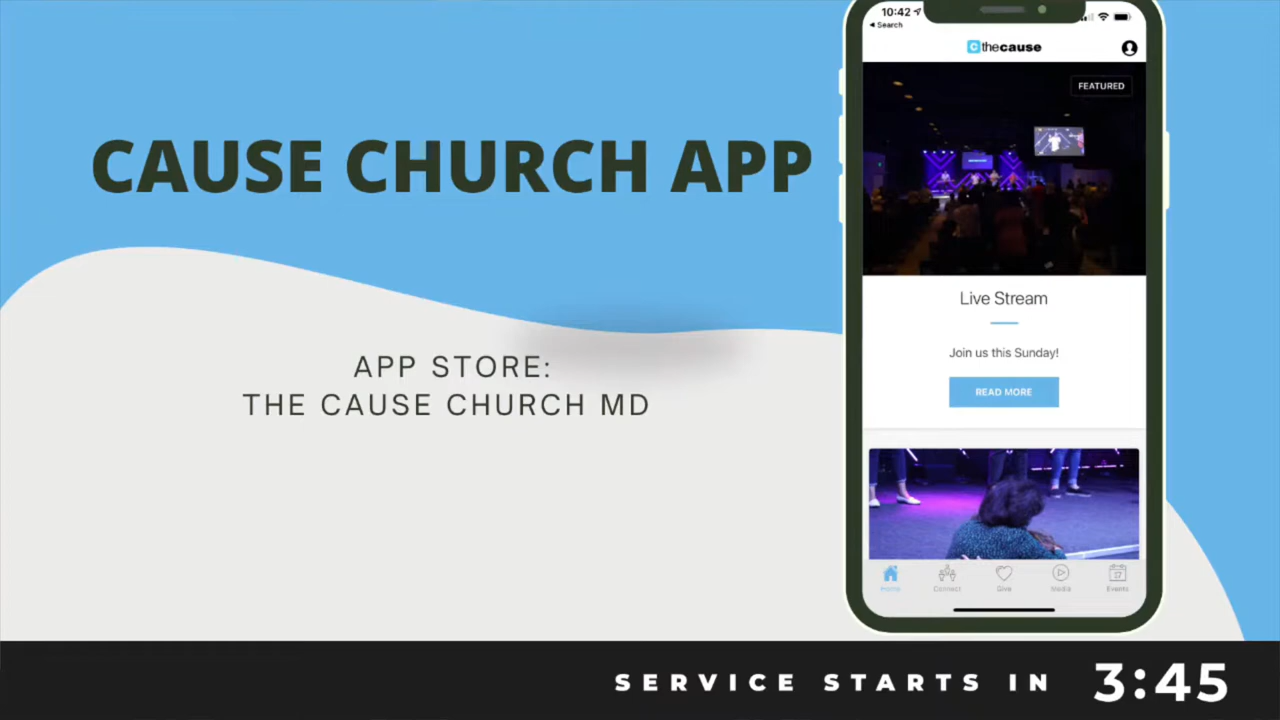 CAUSE CHURCH APP
APP STORE:
THE CAUSE CHURCH MD
10:42
Search
c thecause
FEATURED
Live Stream
Join us this Sunday!
READ MORE
Home
Connect
Give
Media
17
Events
SERVICE STARTS IN 3:45